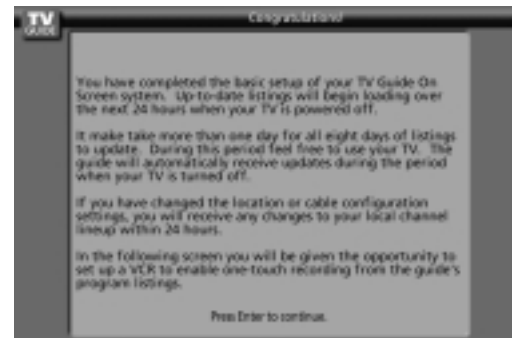 TV
GUIDE
Congratulations!
You have completed the basic setup of your TV Guide On
Screen system. Up-to-date listings will begin loading over
the next 24 hours when your TV is powered off.
It make take more than one day for all eight days of listings
to update. During this period feel free to use your TV. The
guide will automatically receive updates during the period
when your TV is turned off.
If you have changed the location or cable configuration
settings, you will receive any changes to your local channel
lineup within 24 hours.
In the following screen you will be given the opportunity to
set up a VCR to enable one-touch recording from the guide's
program listings.
Press Enter to continue.